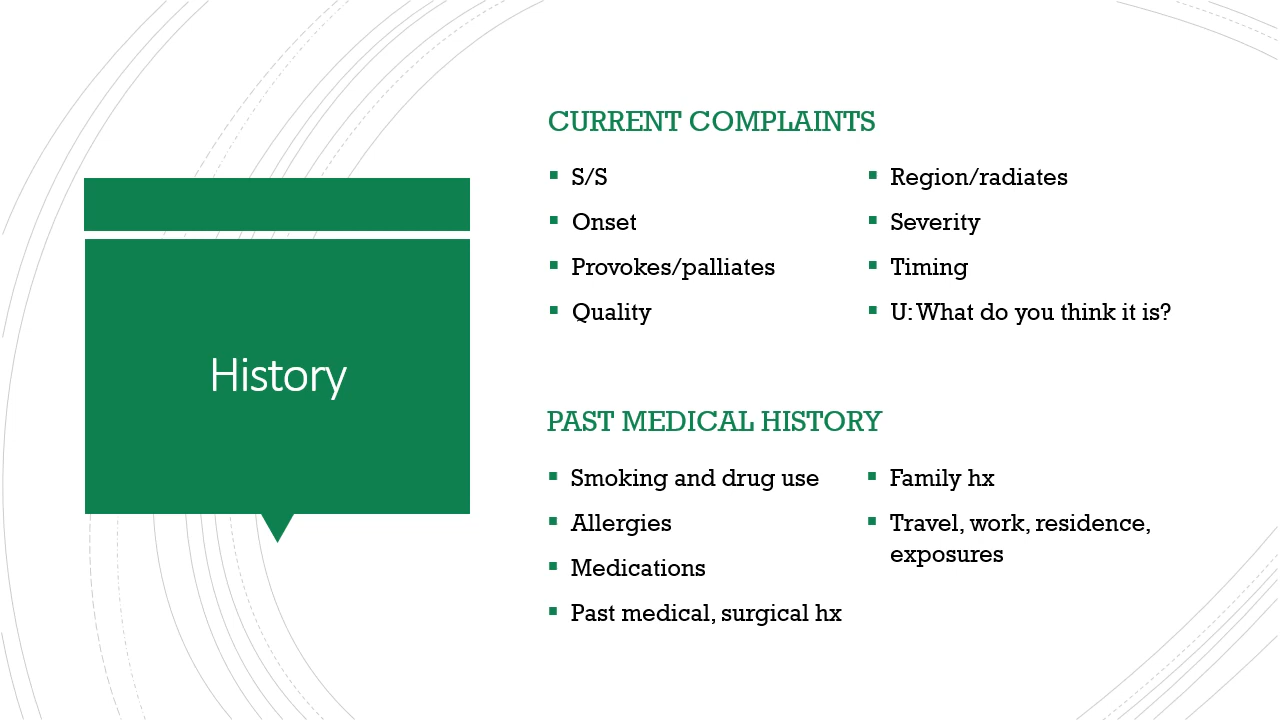 History
CURRENT COMPLAINTS
S/S
Onset
Provokes/palliates
Quality
Region/radiates
Severity
Timing
U: What do you think it is?
PAST MEDICAL HISTORY
Smoking and drug use
Allergies
Medications
Past medical, surgical hx
Family hx
Travel, work, residence,
exposures